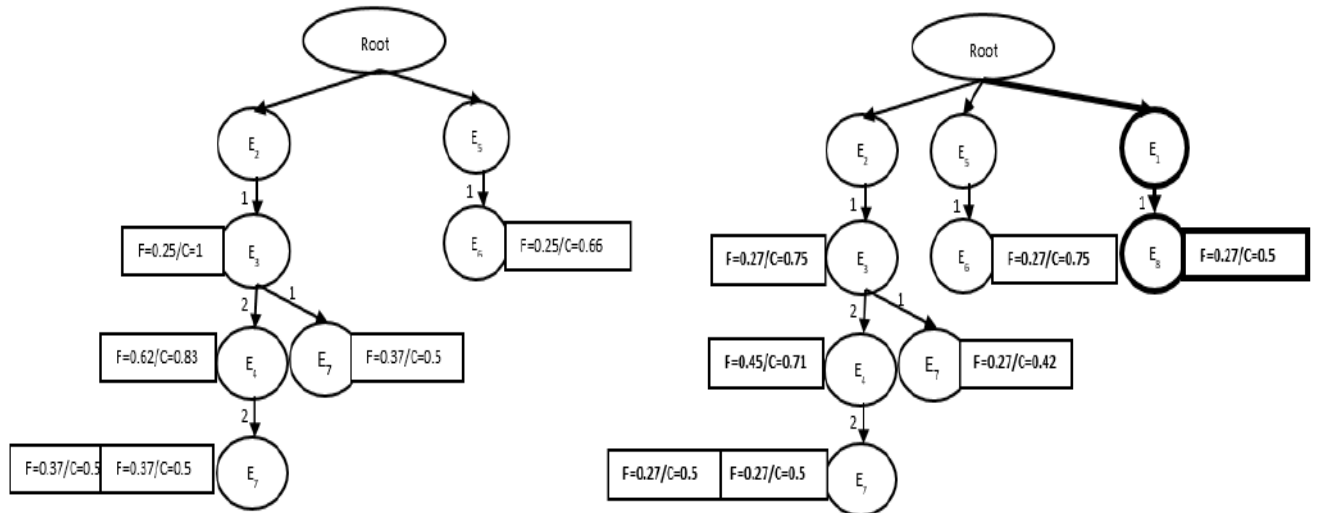 Root
E2
E5
1
1
E3
F=0.25/C=1
E6
F=0.25/C=0.66
2
1
F=0.62/C=0.83
E4
E7
F=0.37/C=0.5
2
F=0.37/C=0.5
F=0.37/C=0.5
E7
Root
E2
E5
E1
1
1
1
F=0.27/C=0.75
E3
E6
F=0.27/C=0.75
E8
F=0.27/C=0.5
2
1
F=0.45/C=0.71
E4
E7
F=0.27/C=0.42
2
F=0.27/C=0.5
F=0.27/C=0.5
E7